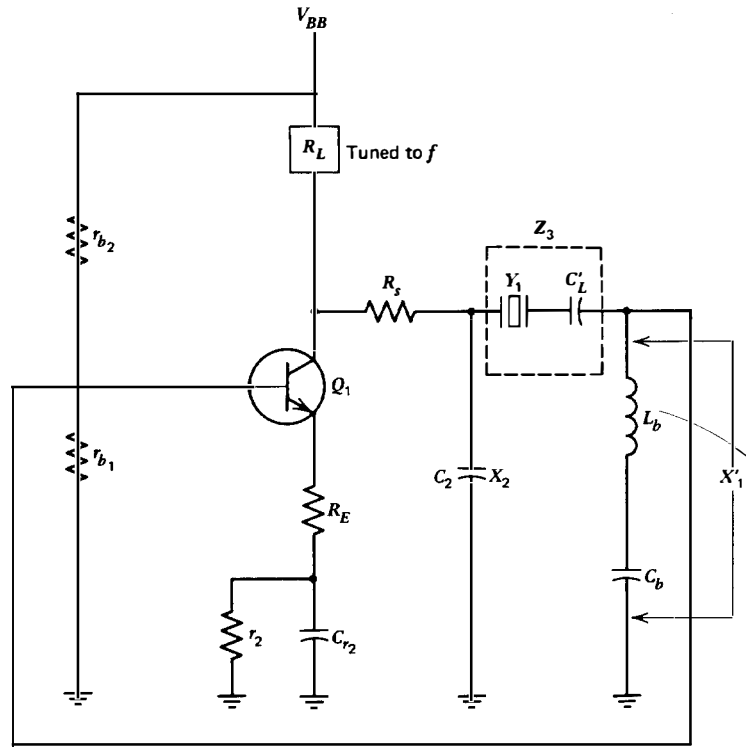 V_BB
R_L Tuned to f
r_b2
Z_3
R_s
Y_1 C'_L
Q_1
L_b
r_b1
C_2 X_2
X'_1
R_E
C_b
r_2
C_r2